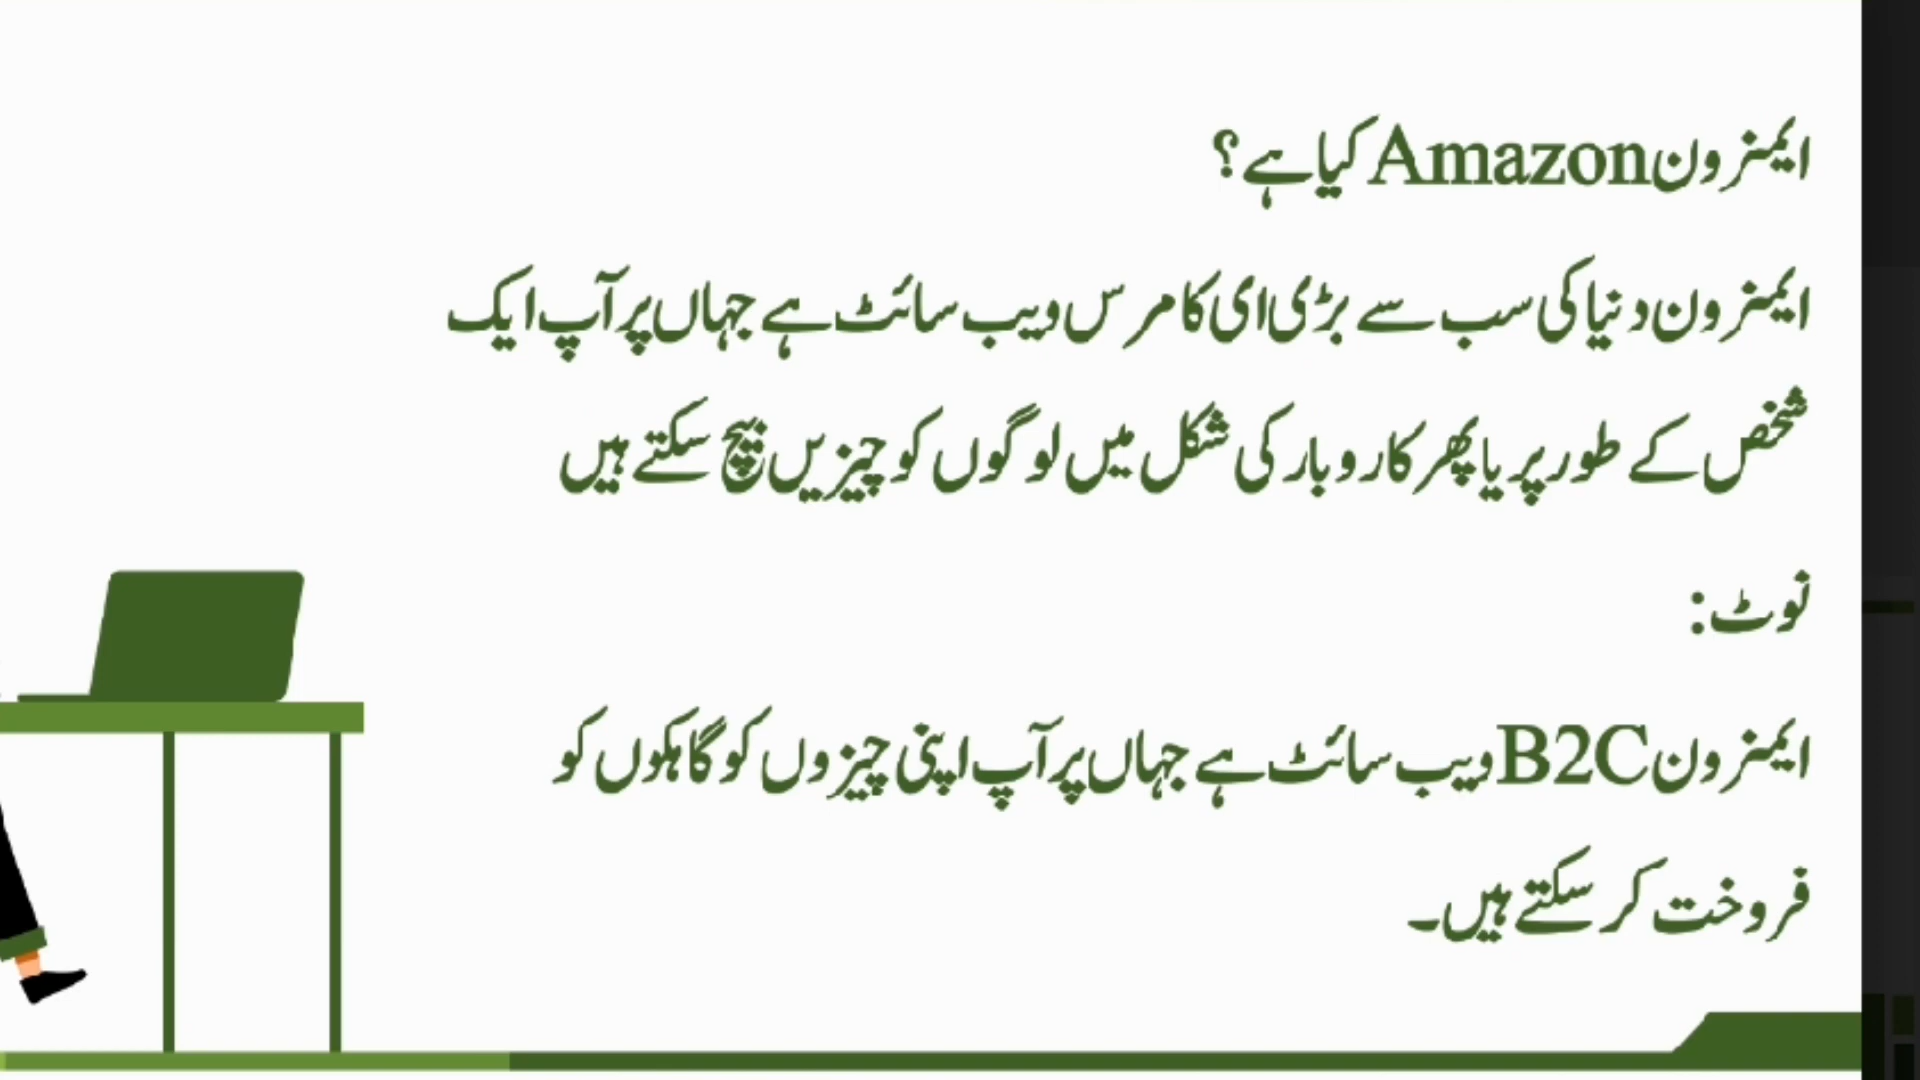 ایمزون Amazon کیا ہے؟
ایمزون دنیا کی سب سے بڑی ای کامرس ویب سائٹ ہے جہاں پر آپ ایک
شخص کے طور پر یا پھر کاروبار کی شکل میں لوگوں کو چیزیں بیچ سکتے ہیں
نوٹ:
ایمزون B2C ویب سائٹ ہے جہاں پر آپ اپنی چیزوں کو گاہکوں کو
فروخت کر سکتے ہیں۔